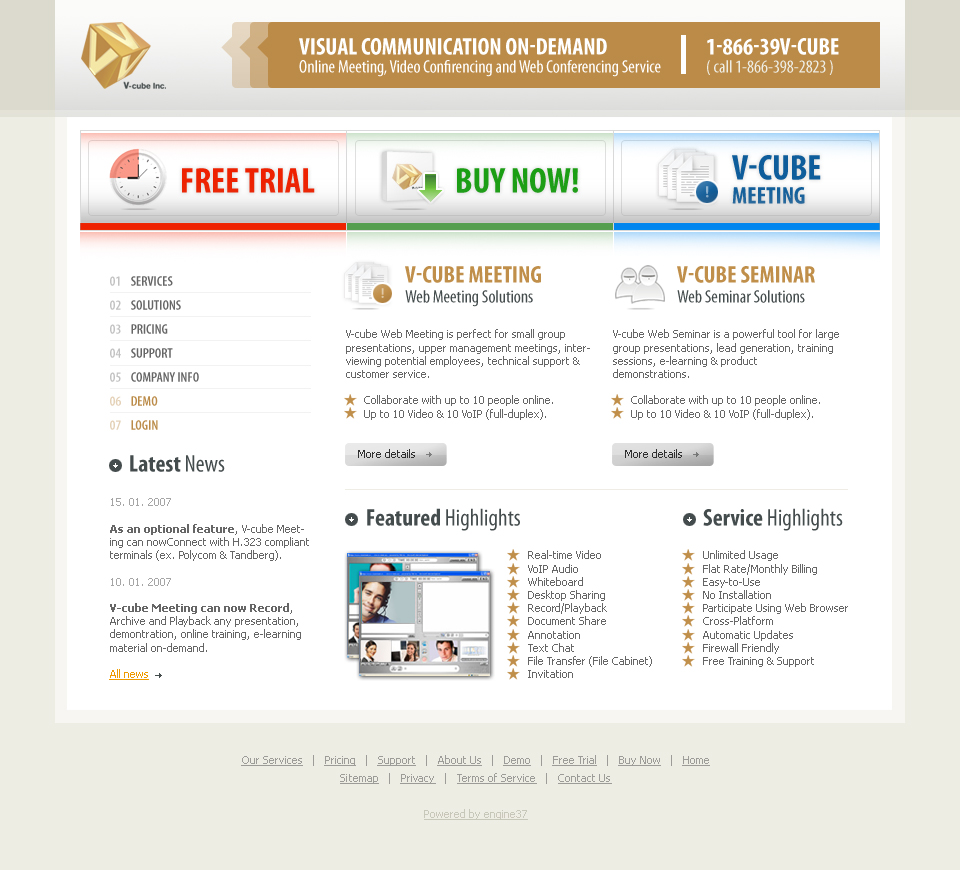 V-cube Inc.
VISUAL COMMUNICATION ON-DEMAND
Online Meeting, Video Confirencing and Web Conferencing Service
1-866-39V-CUBE
( call 1-866-398-2823 )
FREE TRIAL
BUY NOW!
V-CUBE
MEETING
01 SERVICES
02 SOLUTIONS
03 PRICING
04 SUPPORT
05 COMPANY INFO
06 DEMO
07 LOGIN
Latest News
15. 01. 2007
As an optional feature, V-cube Meet-
ing can nowConnect with H.323 compliant
terminals (ex. Polycom & Tandberg).
10. 01. 2007
V-cube Meeting can now Record,
Archive and Playback any presentation,
demontration, online training, e-learning
material on-demand.
All news
V-CUBE MEETING
Web Meeting Solutions
V-cube Web Meeting is perfect for small group
presentations, upper management meetings, inter-
viewing potential employees, technical support &
customer service.
Collaborate with up to 10 people online.
Up to 10 Video & 10 VoIP (full-duplex).
More details
V-CUBE SEMINAR
Web Seminar Solutions
V-cube Web Seminar is a powerful tool for large
group presentations, lead generation, training
sessions, e-learning & product
demonstrations.
Collaborate with up to 10 people online.
Up to 10 Video & 10 VoIP (full-duplex).
More details
Featured Highlights
Real-time Video
VoIP Audio
Whiteboard
Desktop Sharing
Record/Playback
Document Share
Annotation
Text Chat
File Transfer (File Cabinet)
Invitation
Service Highlights
Unlimited Usage
Flat Rate/Monthly Billing
Easy-to-Use
No Installation
Participate Using Web Browser
Cross-Platform
Automatic Updates
Firewall Friendly
Free Training & Support
Our Services | Pricing | Support | About Us | Demo | Free Trial | Buy Now | Home
Sitemap | Privacy | Terms of Service | Contact Us
Powered by engine37